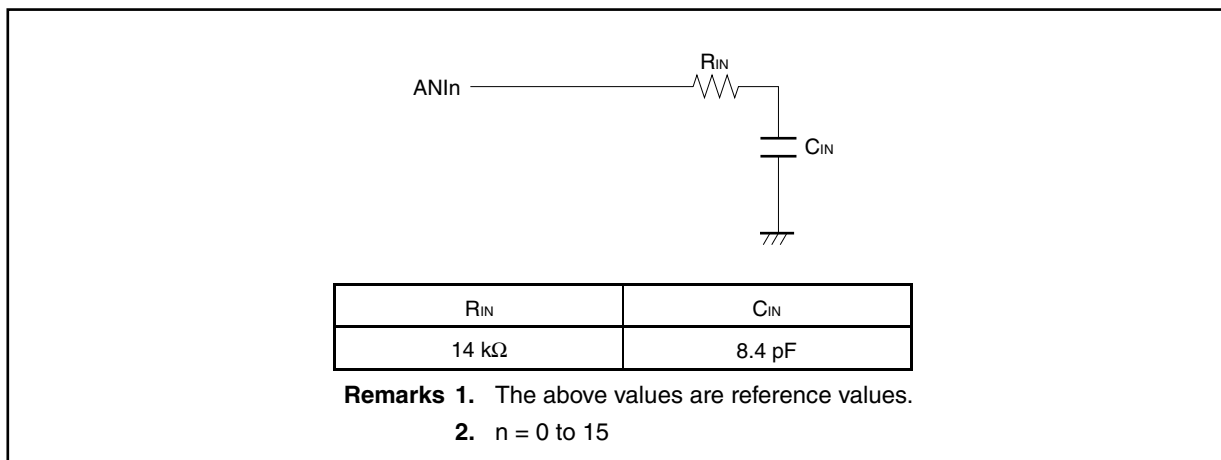 RIN
ANIn
CIN
RIN CIN
14 kΩ 8.4 pF
Remarks 1. The above values are reference values.
2. n = 0 to 15